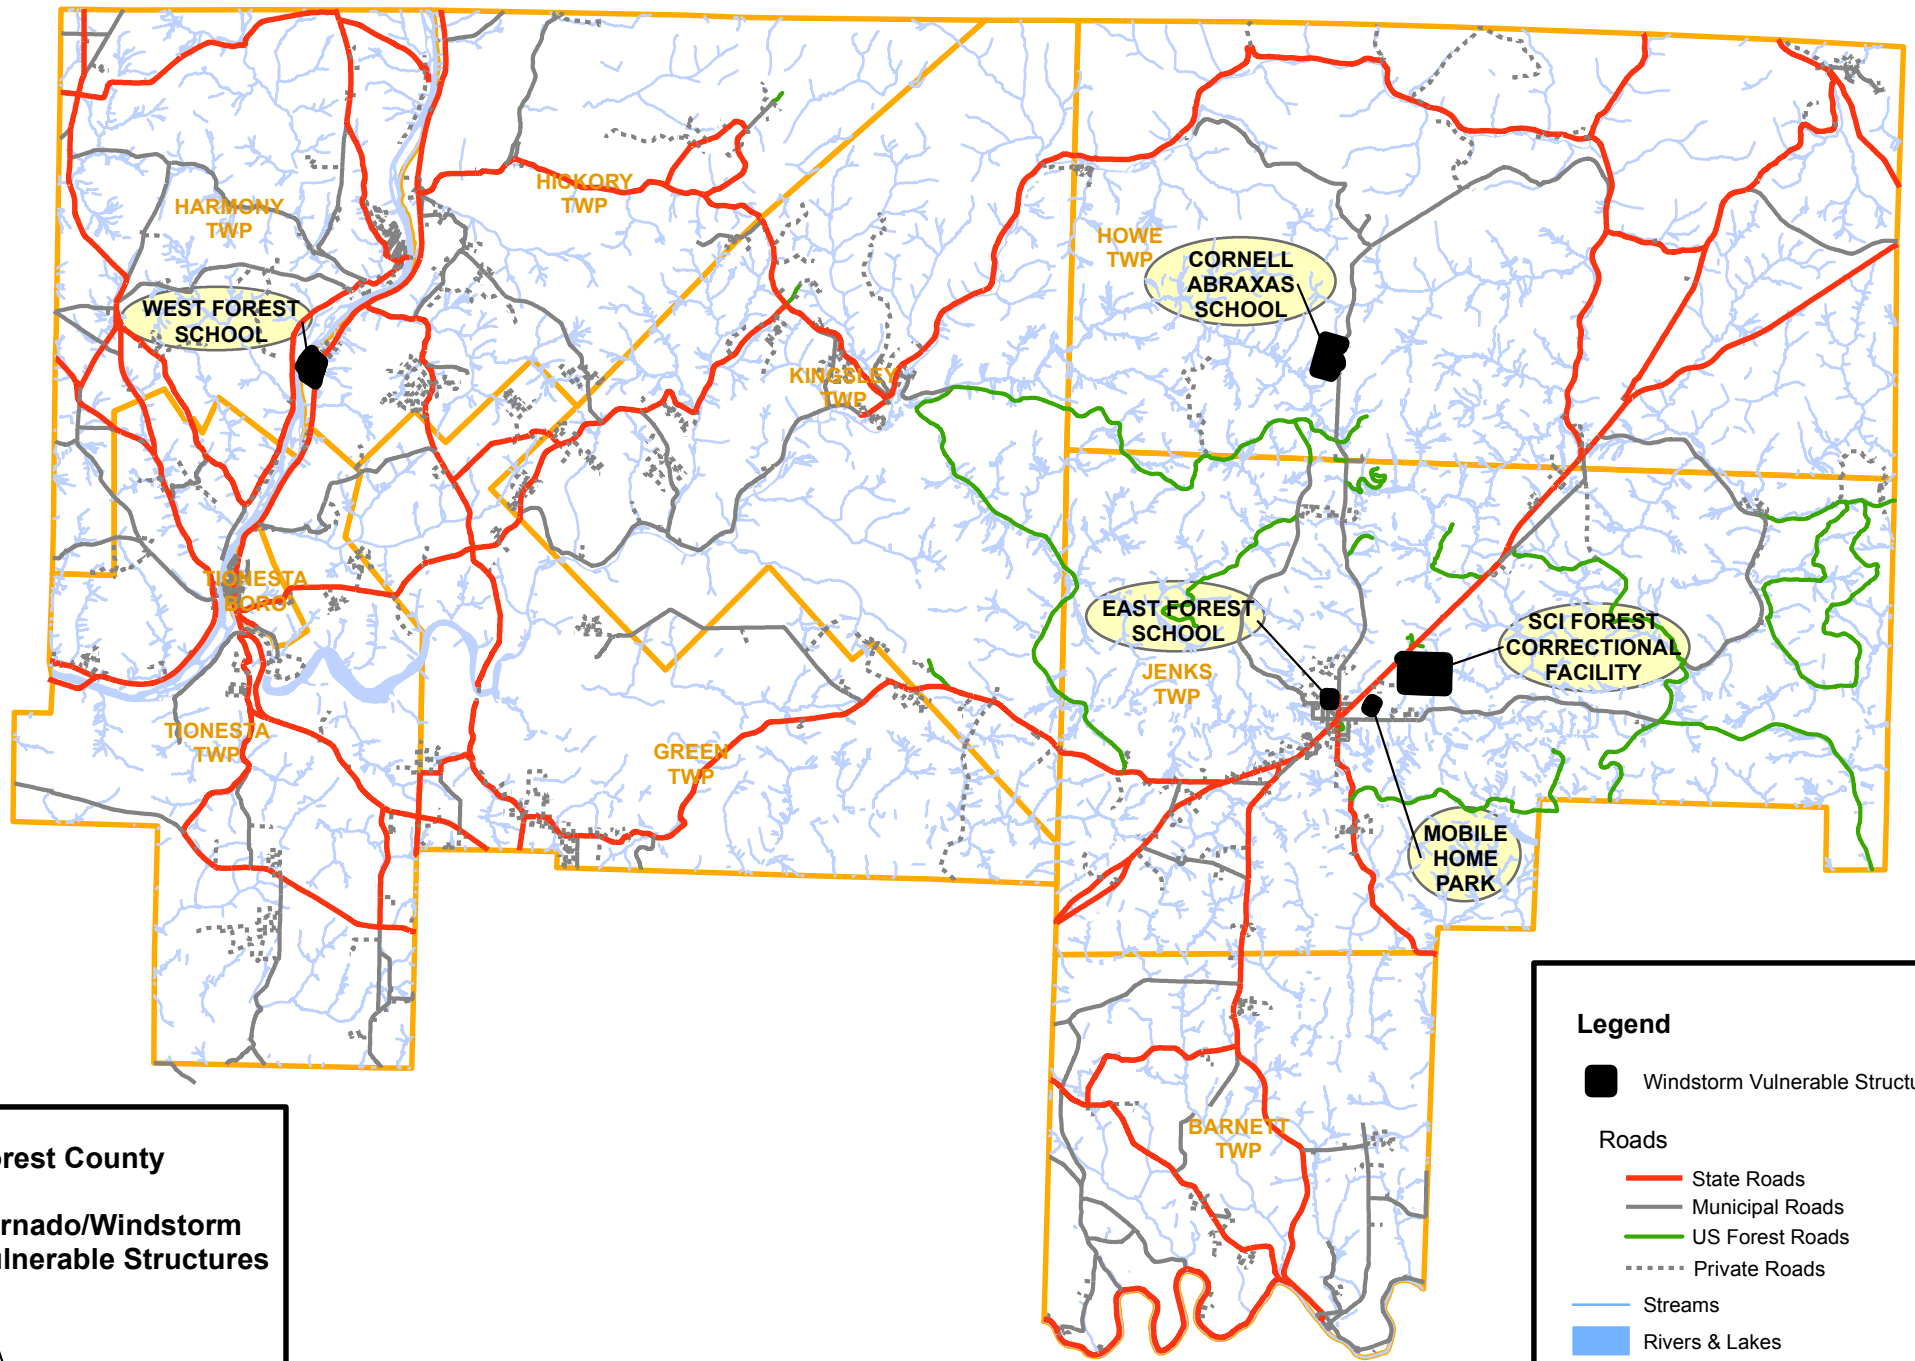 HARMONY
TWP
HICKORY
TWP
HOWE
TWP
CORNELL
ABRAXAS
SCHOOL
WEST FOREST
SCHOOL
KINGSLEY
TWP
TIONESTA
BORO
EAST FOREST
SCHOOL
SCI FOREST
CORRECTIONAL
FACILITY
JENKS
TWP
TIONESTA
TWP
GREEN
TWP
MOBILE
HOME
PARK
BARNETT
TWP
orest County
rnado/Windstorm
ulnerable Structures
Legend
Windstorm Vulnerable Structu
Roads
State Roads
Municipal Roads
US Forest Roads
Private Roads
Streams
Rivers & Lakes